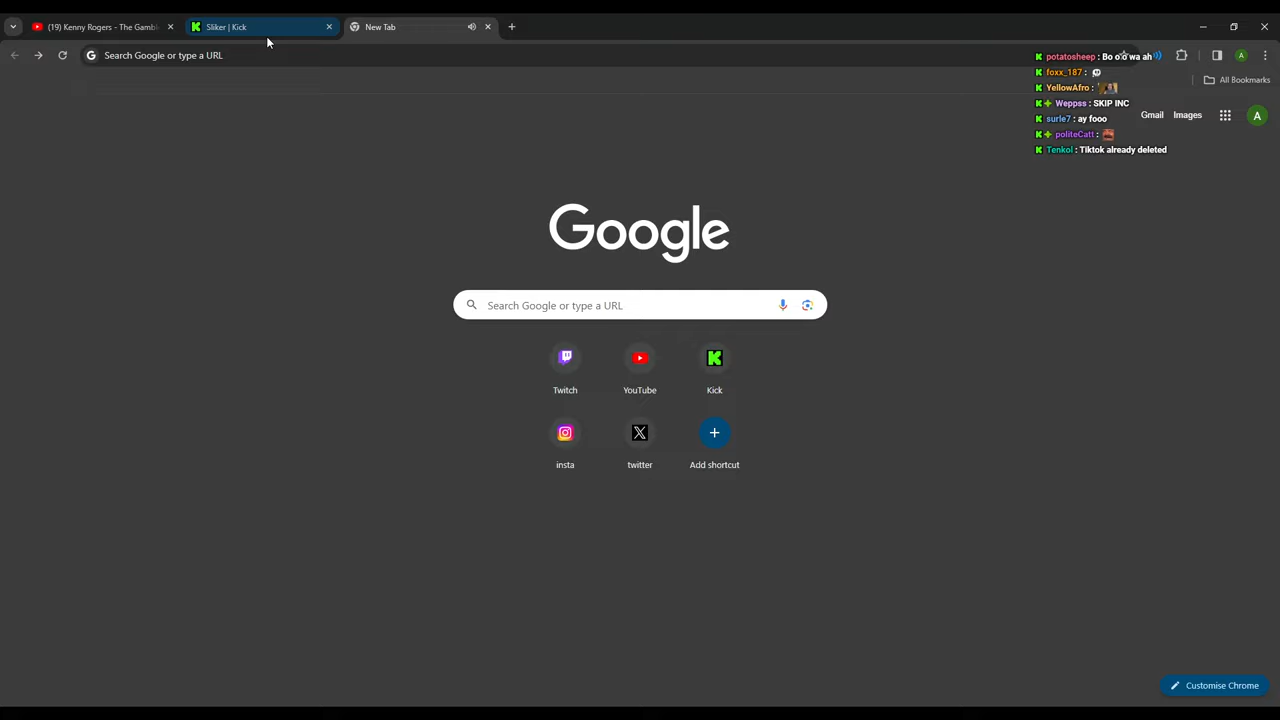 (19) Kenny Rogers - The Gambl
Sliker | Kick
New Tab
Search Google or type a URL
All Bookmarks
potatosheep : Bo o o wa ah
foxx_187 :
YellowAfro :
Weppss : SKIP INC
surle7 : ay fooo
politeCatt :
Tenkol : Tiktok already deleted
Gmail
Images
A
Google
Search Google or type a URL
Twitch
YouTube
Kick
insta
twitter
Add shortcut
Customise Chrome